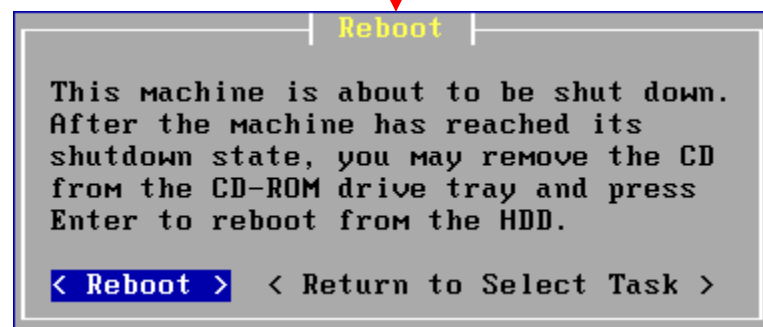 Reboot
This machine is about to be shut down.
After the machine has reached its
shutdown state, you may remove the CD
from the CD-ROM drive tray and press
Enter to reboot from the HDD.
< Reboot > < Return to Select Task >